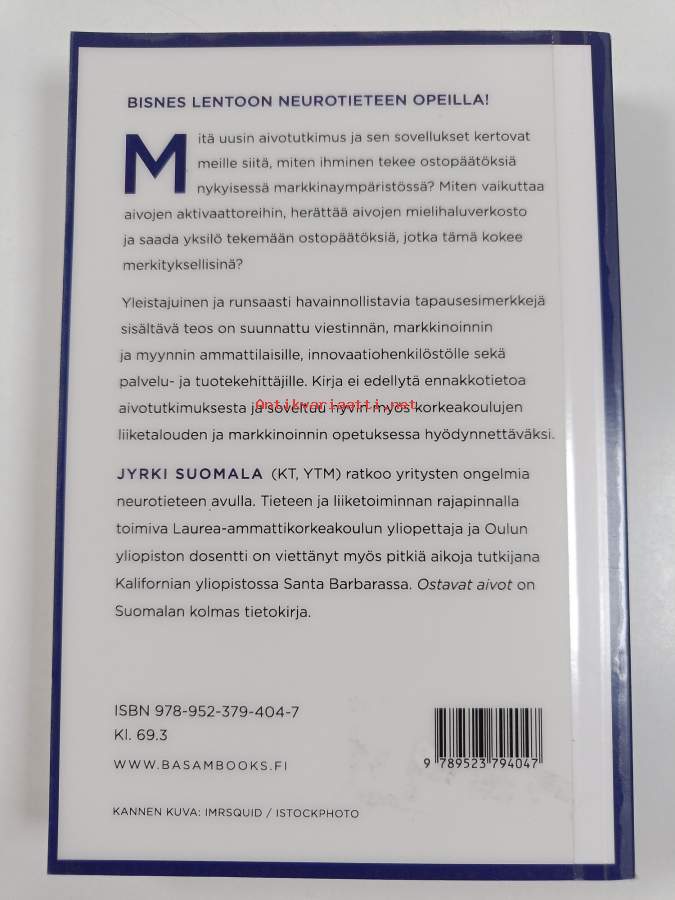 BISNES LENTOON NEUROTIETEEN OPEILLA!
Mitä uusin aivotutkimus ja sen sovellukset kertovat
meille siitä, miten ihminen tekee ostopäätöksiä
nykyisessä markkinaympäristössä? Miten vaikuttaa
aivojen aktivaattoreihin, herättää aivojen mielihaluverkosto
ja saada yksilö tekemään ostopäätöksiä, jotka tämä kokee
merkityksellisinä?
Yleistajuinen ja runsaasti havainnollistavia tapausesimerkkejä
sisältävä teos on suunnattu viestinnän, markkinoinnin
ja myynnin ammattilaisille, innovaatiohenkilöstölle sekä
palvelu- ja tuotekehittäjille. Kirja ei edellytä ennakkotietoa
Antikvariaatti.net
aivotutkimuksesta ja soveltuu hyvin myös korkeakoulujen
liiketalouden ja markkinoinnin opetuksessa hyödynnettäväksi.
JYRKI SUOMALA (KT, YTM) ratkoo yritysten ongelmia
neurotieteen avulla. Tieteen ja liiketoiminnan rajapinnalla
toimiva Laurea-ammattikorkeakoulun yliopettaja ja Oulun
yliopiston dosentti on viettänyt myös pitkiä aikoja tutkijana
Kalifornian yliopistossa Santa Barbarassa. Ostavat aivot on
Suomalan kolmas tietokirja.
ISBN 978-952-379-404-7
Kl. 69.3
WWW.BASAMBOOKS.FI
9 789523 794047
KANNEN KUVA: IMRSQUID / ISTOCKPHOTO